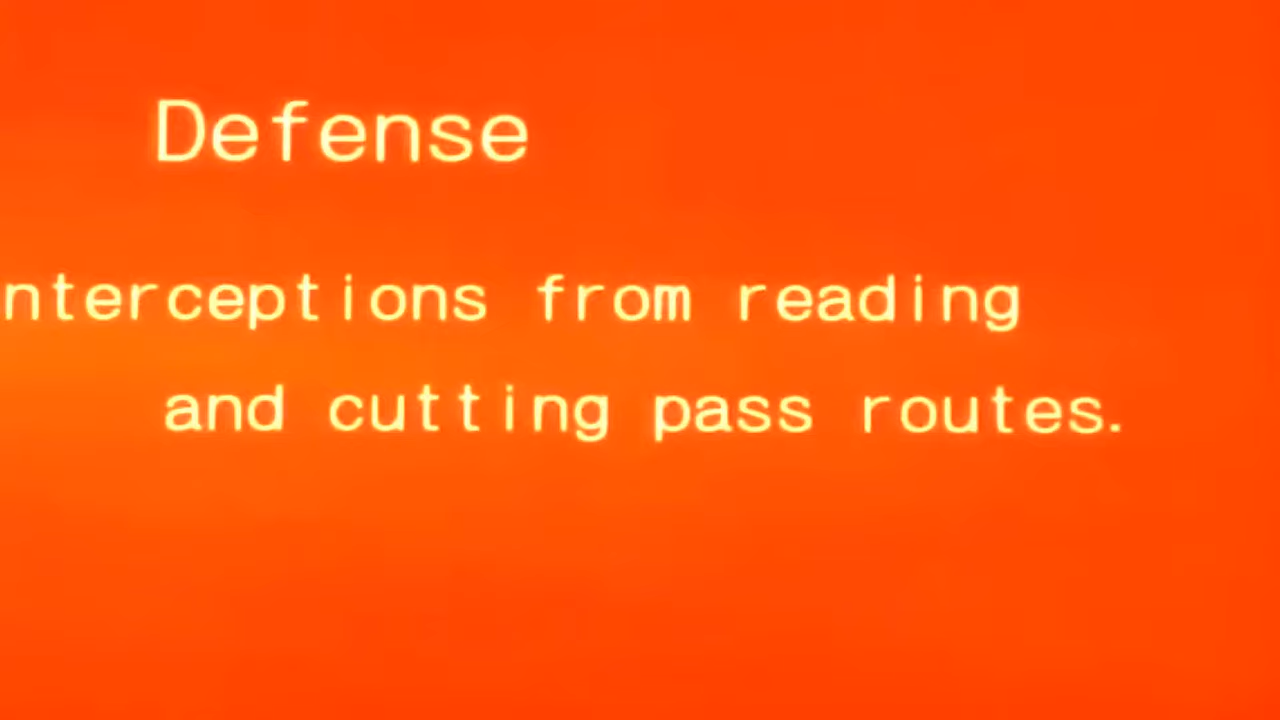 Defense
nterceptions from reading
and cutting pass routes.